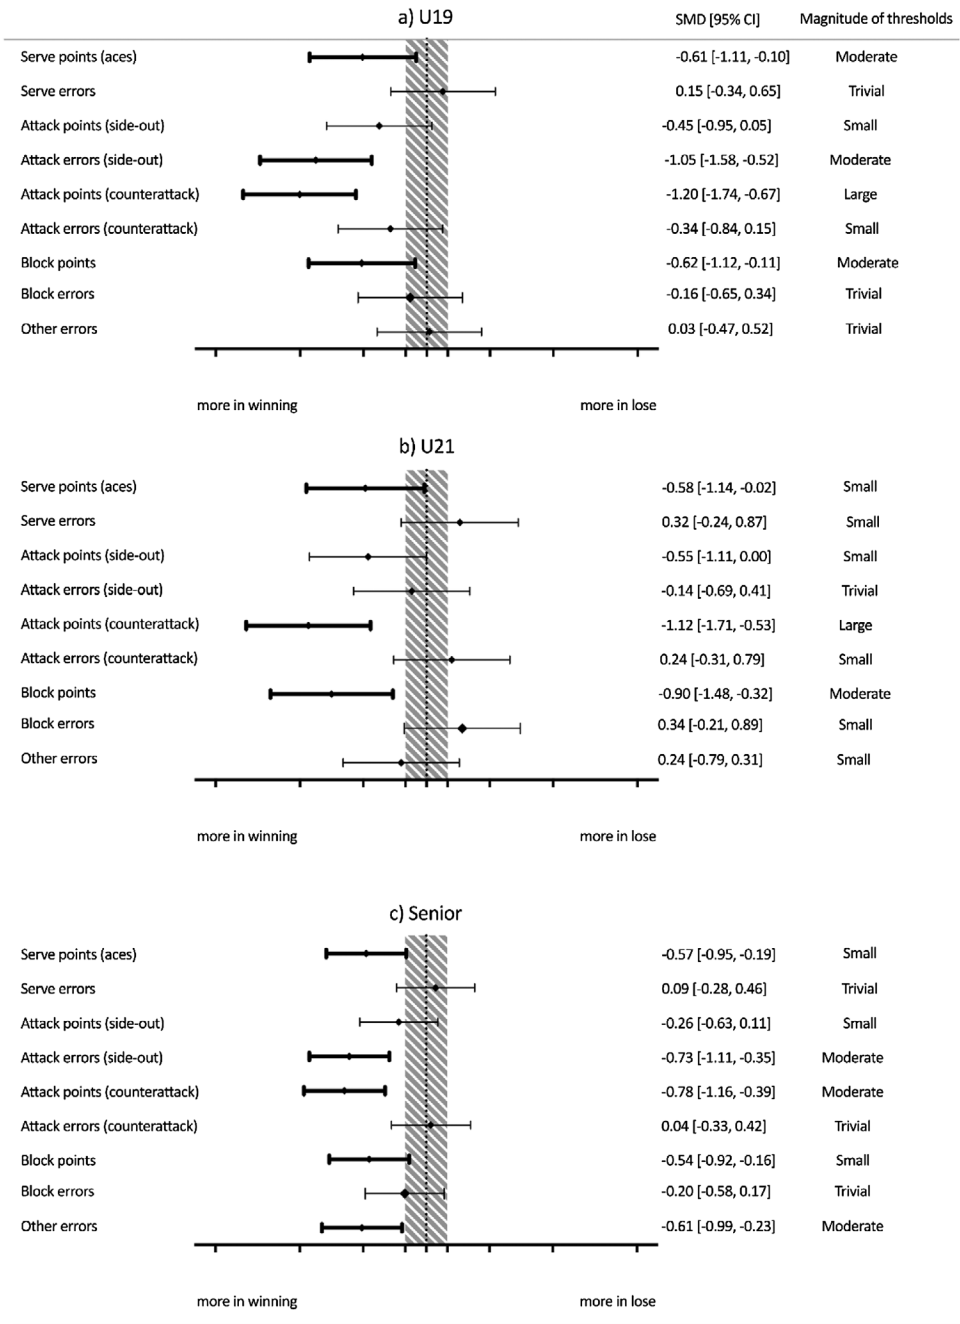 a) U19 SMD [95% CI] Magnitude of thresholds
Serve points (aces) -0.61 [-1.11, -0.10] Moderate
Serve errors 0.15 [-0.34, 0.65] Trivial
Attack points (side-out) -0.45 [-0.95, 0.05] Small
Attack errors (side-out) -1.05 [-1.58, -0.52] Moderate
Attack points (counterattack) -1.20 [-1.74, -0.67] Large
Attack errors (counterattack) -0.34 [-0.84, 0.15] Small
Block points -0.62 [-1.12, -0.11] Moderate
Block errors -0.16 [-0.65, 0.34] Trivial
Other errors 0.03 [-0.47, 0.52] Trivial
more in winning more in lose
b) U21
Serve points (aces) -0.58 [-1.14, -0.02] Small
Serve errors 0.32 [-0.24, 0.87] Small
Attack points (side-out) -0.55 [-1.11, 0.00] Small
Attack errors (side-out) -0.14 [-0.69, 0.41] Trivial
Attack points (counterattack) -1.12 [-1.71, -0.53] Large
Attack errors (counterattack) 0.24 [-0.31, 0.79] Small
Block points -0.90 [-1.48, -0.32] Moderate
Block errors 0.34 [-0.21, 0.89] Small
Other errors 0.24 [-0.79, 0.31] Small
more in winning more in lose
c) Senior
Serve points (aces) -0.57 [-0.95, -0.19] Small
Serve errors 0.09 [-0.28, 0.46] Trivial
Attack points (side-out) -0.26 [-0.63, 0.11] Small
Attack errors (side-out) -0.73 [-1.11, -0.35] Moderate
Attack points (counterattack) -0.78 [-1.16, -0.39] Moderate
Attack errors (counterattack) 0.04 [-0.33, 0.42] Trivial
Block points -0.54 [-0.92, -0.16] Small
Block errors -0.20 [-0.58, 0.17] Trivial
Other errors -0.61 [-0.99, -0.23] Moderate
more in winning more in lose